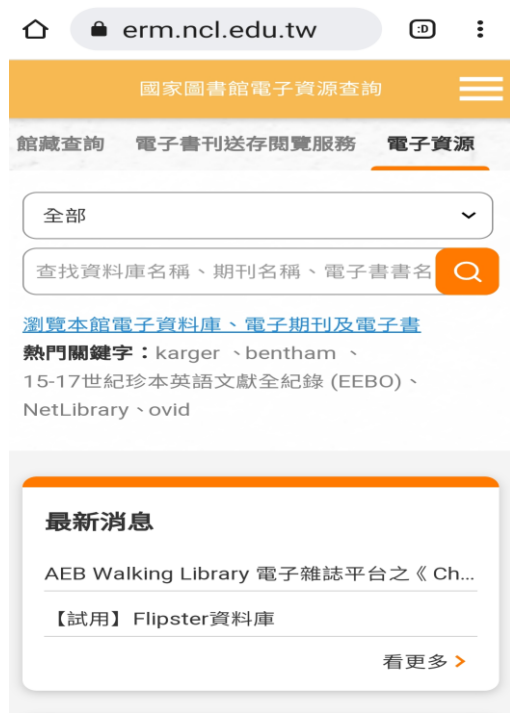 erm.ncl.edu.tw
:D
國家圖書館電子資源查詢
館藏查詢 電子書刊送存閱覽服務 電子資源
全部
查找資料庫名稱、期刊名稱、電子書書名
瀏覽本館電子資料庫、電子期刊及電子書
熱門關鍵字：karger 、bentham 、
15-17世紀珍本英語文獻全紀錄 (EEBO)、
NetLibrary、ovid
最新消息
AEB Walking Library 電子雜誌平台之《 Ch...
【試用】Flipster資料庫
看更多